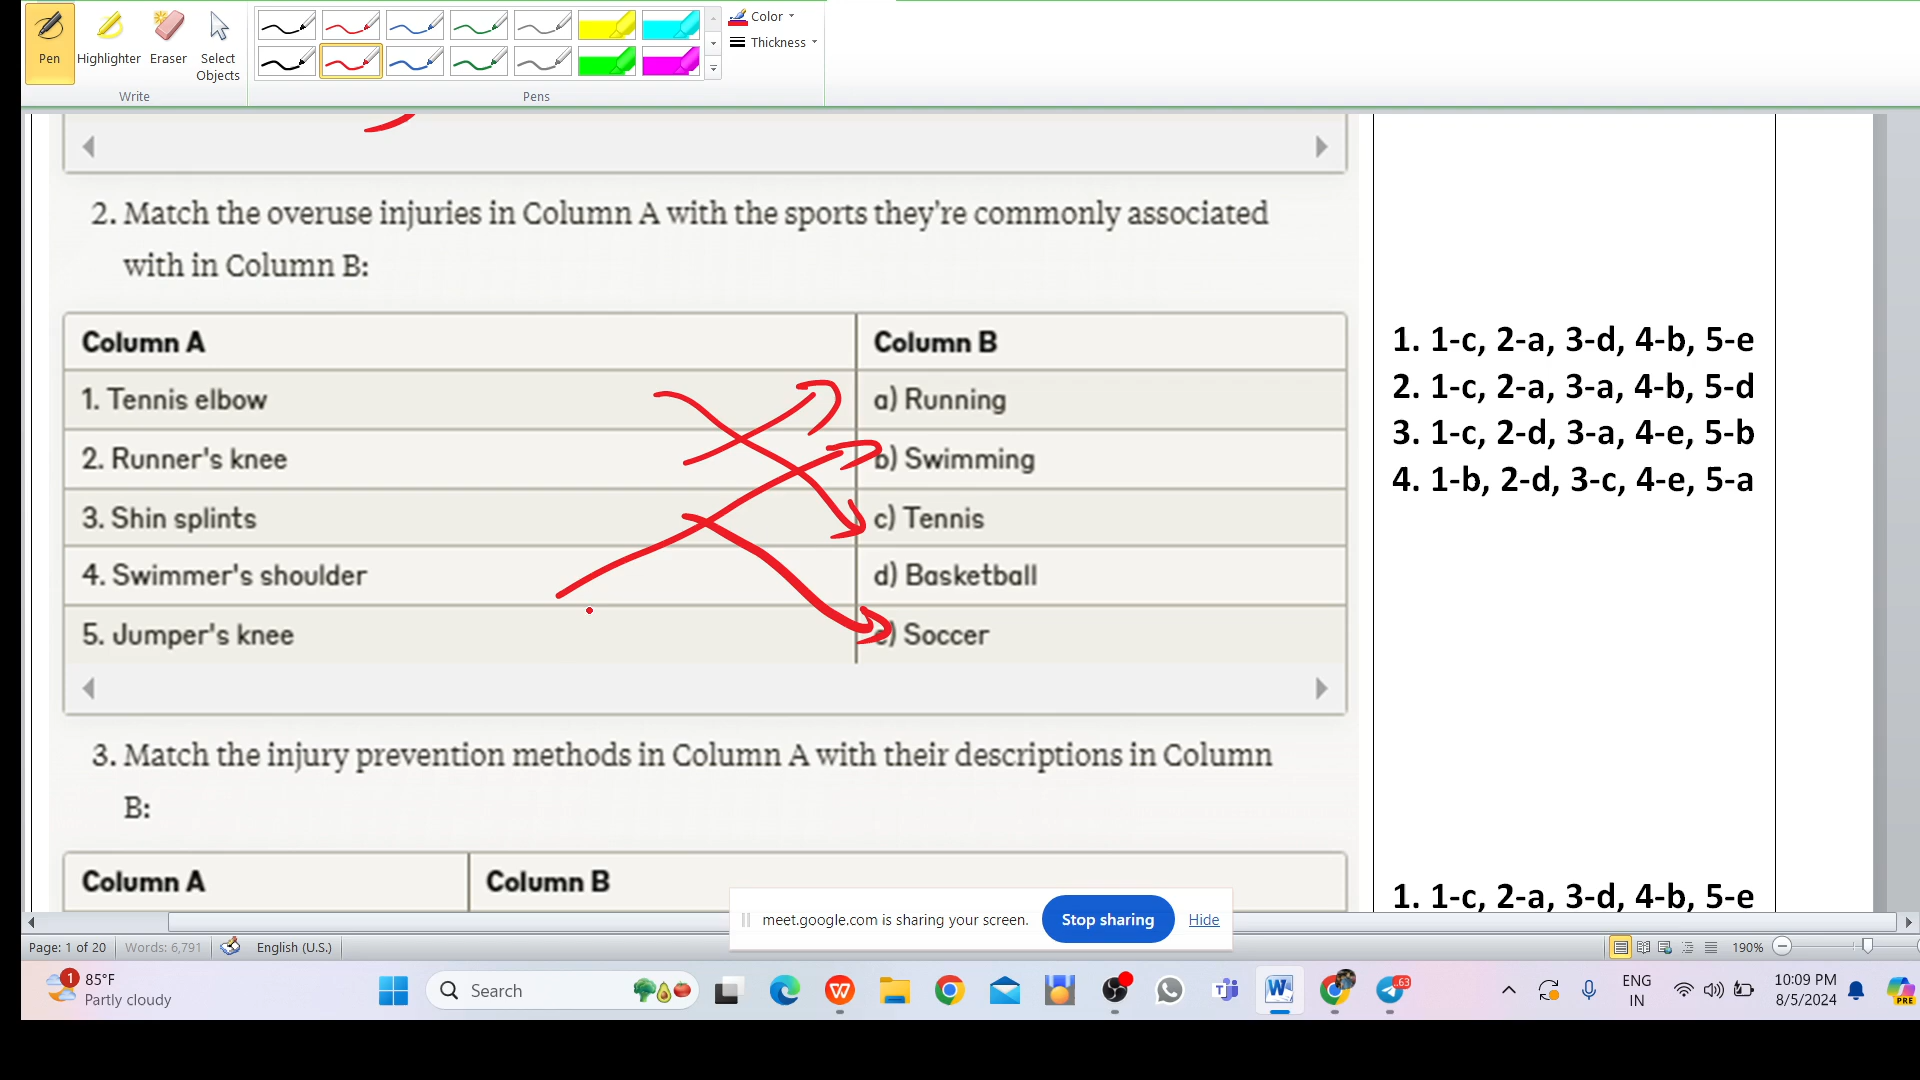 Color
Pen
Highlighter
Eraser
Select
Objects
Thickness
Write
Pens
2. Match the overuse injuries in Column A with the sports they're commonly associated
with in Column B:
Column A
Column B
1. Tennis elbow
a) Running
2. Runner's knee
b) Swimming
3. Shin splints
c) Tennis
4. Swimmer's shoulder
d) Basketball
5. Jumper's knee
e) Soccer
1. 1-c, 2-a, 3-d, 4-b, 5-e
2. 1-c, 2-a, 3-a, 4-b, 5-d
3. 1-c, 2-d, 3-a, 4-e, 5-b
4. 1-b, 2-d, 3-c, 4-e, 5-a
3. Match the injury prevention methods in Column A with their descriptions in Column
B:
Column A
Column B
1. 1-c, 2-a, 3-d, 4-b, 5-e
meet.google.com is sharing your screen.
Stop sharing
Hide
Page: 1 of 20
Words: 6,791
English (U.S.)
190%
1
85°F
Partly cloudy
Search
63
ENG
IN
10:09 PM
8/5/2024
PRE